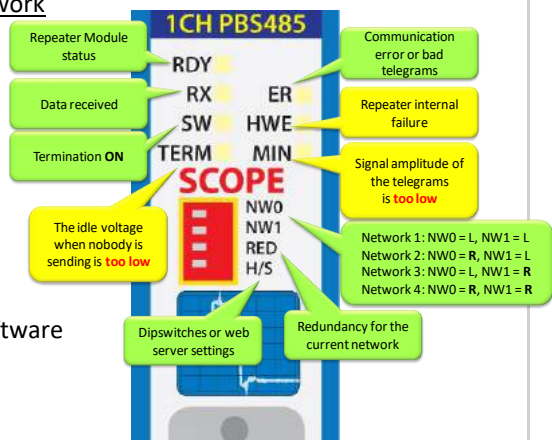 work
1CH PBS485
Repeater Module
status
Communication
error or bad
telegrams
RDY
Data received
RX
ER
Repeater internal
failure
SW
HWE
Termination ON
TERM
MIN
Signal amplitude of
the telegrams
is too low
SCOPE
The idle voltage
when nobody is
sending is too low
NW0
NW1
RED
H/S
Network 1: NW0 = L, NW1 = L
Network 2: NW0 = R, NW1 = L
Network 3: NW0 = L, NW1 = R
Network 4: NW0 = R, NW1 = R
ftware
Dipswitches or web
server settings
Redundancy for the
current network